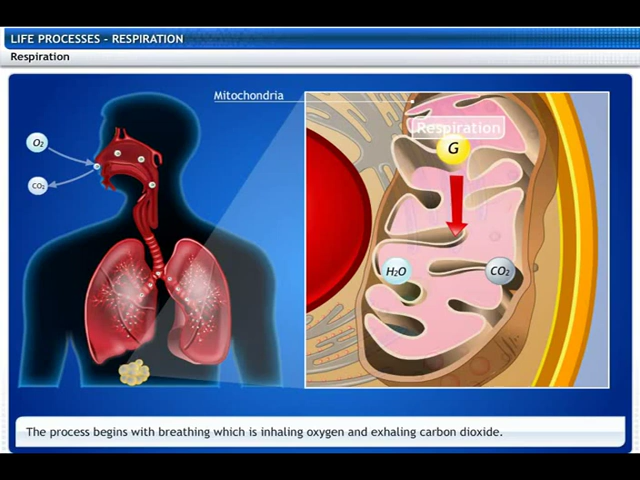 LIFE PROCESSES - RESPIRATION
Respiration
Mitochondria
Respiration
G
O₂
CO₂
H₂O
CO₂
The process begins with breathing which is inhaling oxygen and exhaling carbon dioxide.